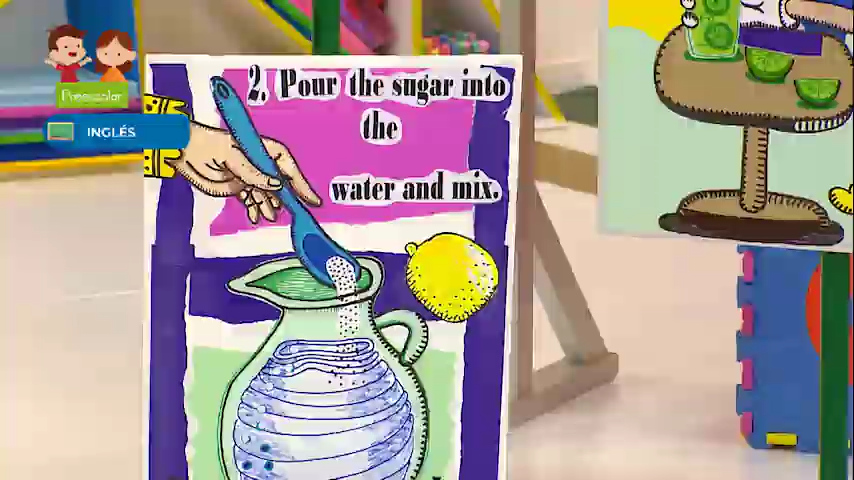 Preescolar
INGLÉS
2. Pour the sugar into
the
water and mix.